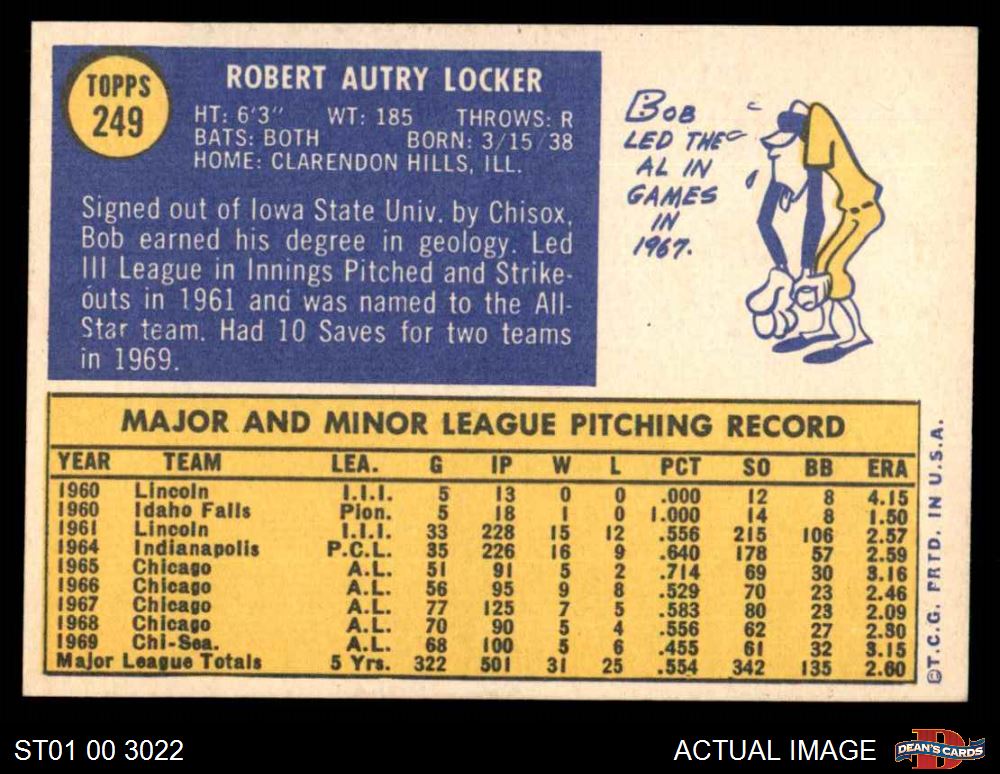 TOPPS
249
ROBERT AUTRY LOCKER
HT: 6'3" WT: 185 THROWS: R
BATS: BOTH BORN: 3/15/38
HOME: CLARENDON HILLS, ILL.
Signed out of Iowa State Univ. by Chisox,
Bob earned his degree in geology. Led
III League in Innings Pitched and Strike-
outs in 1961 and was named to the All-
Star team. Had 10 Saves for two teams
in 1969.
BOB
LED THE
AL IN
GAMES
IN
1967.
MAJOR AND MINOR LEAGUE PITCHING RECORD
YEAR TEAM LEA. G IP W L PCT SO BB ERA
1960 Lincoln I.I.I. 5 13 0 0 .000 12 8 4.15
1960 Idaho Falls Pion. 5 18 1 0 1.000 14 8 1.50
1961 Lincoln I.I.I. 33 228 15 12 .556 215 106 2.57
1964 Indianapolis P.C.L. 35 226 16 9 .640 178 57 2.59
1965 Chicago A.L. 51 91 5 2 .714 69 30 3.16
1966 Chicago A.L. 56 95 9 8 .529 70 23 2.46
1967 Chicago A.L. 77 125 7 5 .583 80 23 2.09
1968 Chicago A.L. 70 90 5 4 .556 62 27 2.30
1969 Chi-Sea. A.L. 68 100 5 6 .455 61 32 3.15
Major League Totals 5 Yrs. 322 501 31 25 .554 342 135 2.60
©T.C.G. PRTD. IN U.S.A.
ST01 00 3022
ACTUAL IMAGE
DEAN'S CARDS